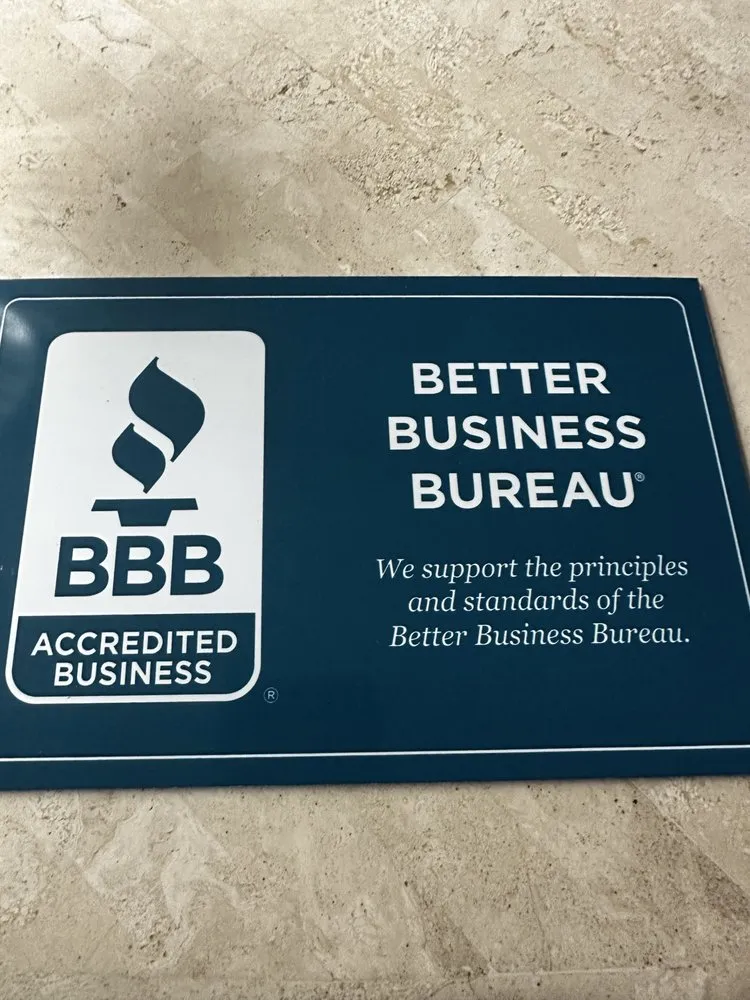 BBB
ACCREDITED
BUSINESS
®
BETTER
BUSINESS
BUREAU®
We support the principles
and standards of the
Better Business Bureau.